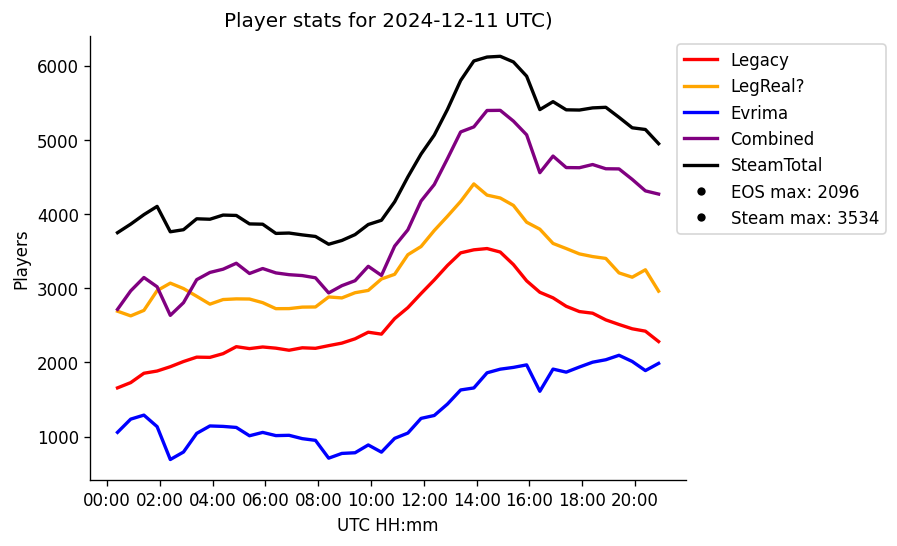 Player stats for 2024-12-11 UTC)
Players
6000
5000
4000
3000
2000
1000
00:00 02:00 04:00 06:00 08:00 10:00 12:00 14:00 16:00 18:00 20:00
UTC HH:mm
Legacy
LegReal?
Evrima
Combined
SteamTotal
EOS max: 2096
Steam max: 3534